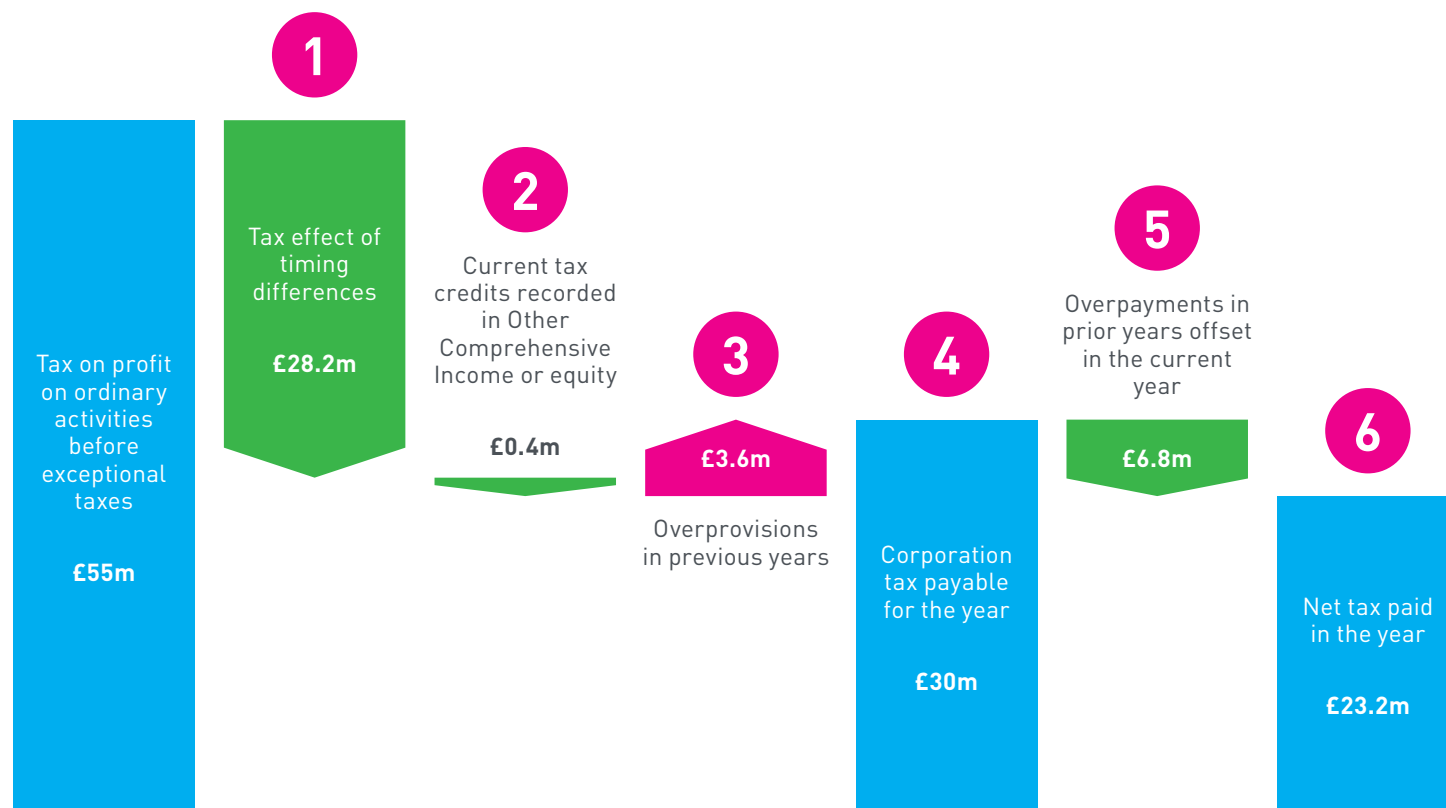 Tax on profit
on ordinary
activities
before
exceptional
taxes
£55m
1
Tax effect of
timing
differences
£28.2m
2
Current tax
credits recorded
in Other
Comprehensive
Income or equity
£0.4m
3
£3.6m
Overprovisions
in previous years
4
Corporation
tax payable
for the year
£30m
5
Overpayments in
prior years offset
in the current
year
£6.8m
6
Net tax paid
in the year
£23.2m